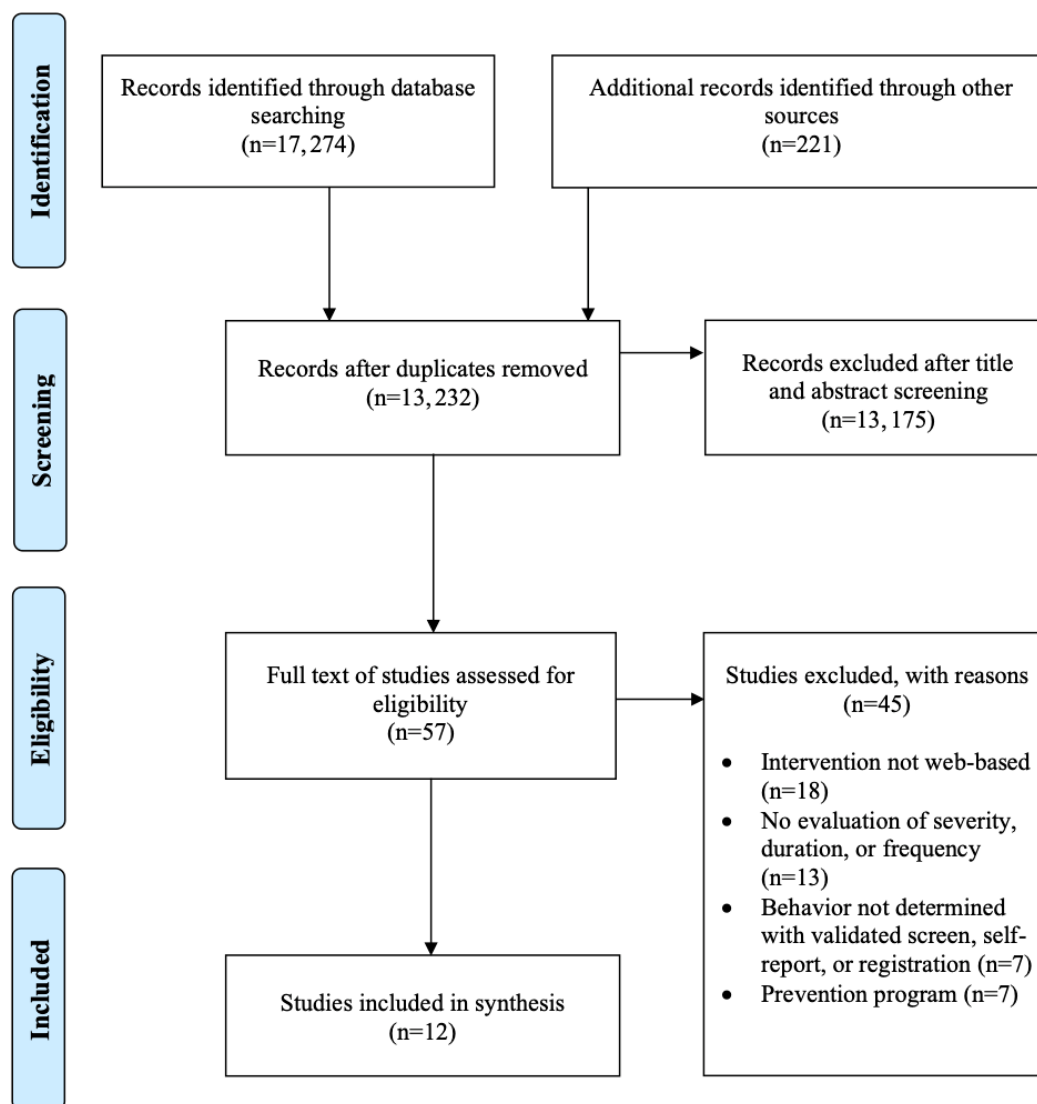 Identification
Records identified through database
searching
(n=17,274)
Additional records identified through other
sources
(n=221)
Screening
Records after duplicates removed
(n=13,232)
Records excluded after title
and abstract screening
(n=13,175)
Eligibility
Full text of studies assessed for
eligibility
(n=57)
Studies excluded, with reasons
(n=45)
• Intervention not web-based
(n=18)
• No evaluation of severity,
duration, or frequency
(n=13)
• Behavior not determined
with validated screen, self-
report, or registration (n=7)
• Prevention program (n=7)
Included
Studies included in synthesis
(n=12)